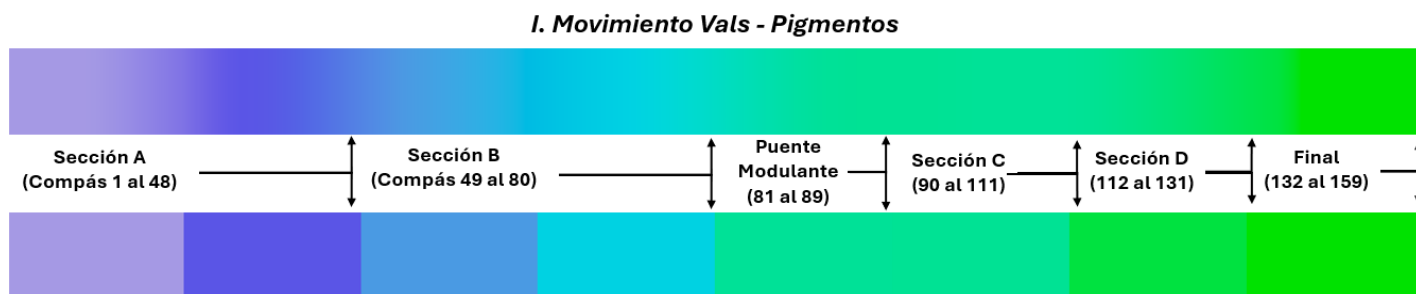 I. Movimiento Vals - Pigmentos
Sección A
(Compás 1 al 48)
Sección B
(Compás 49 al 80)
Puente
Modulante
(81 al 89)
Sección C
(90 al 111)
Sección D
(112 al 131)
Final
(132 al 159)